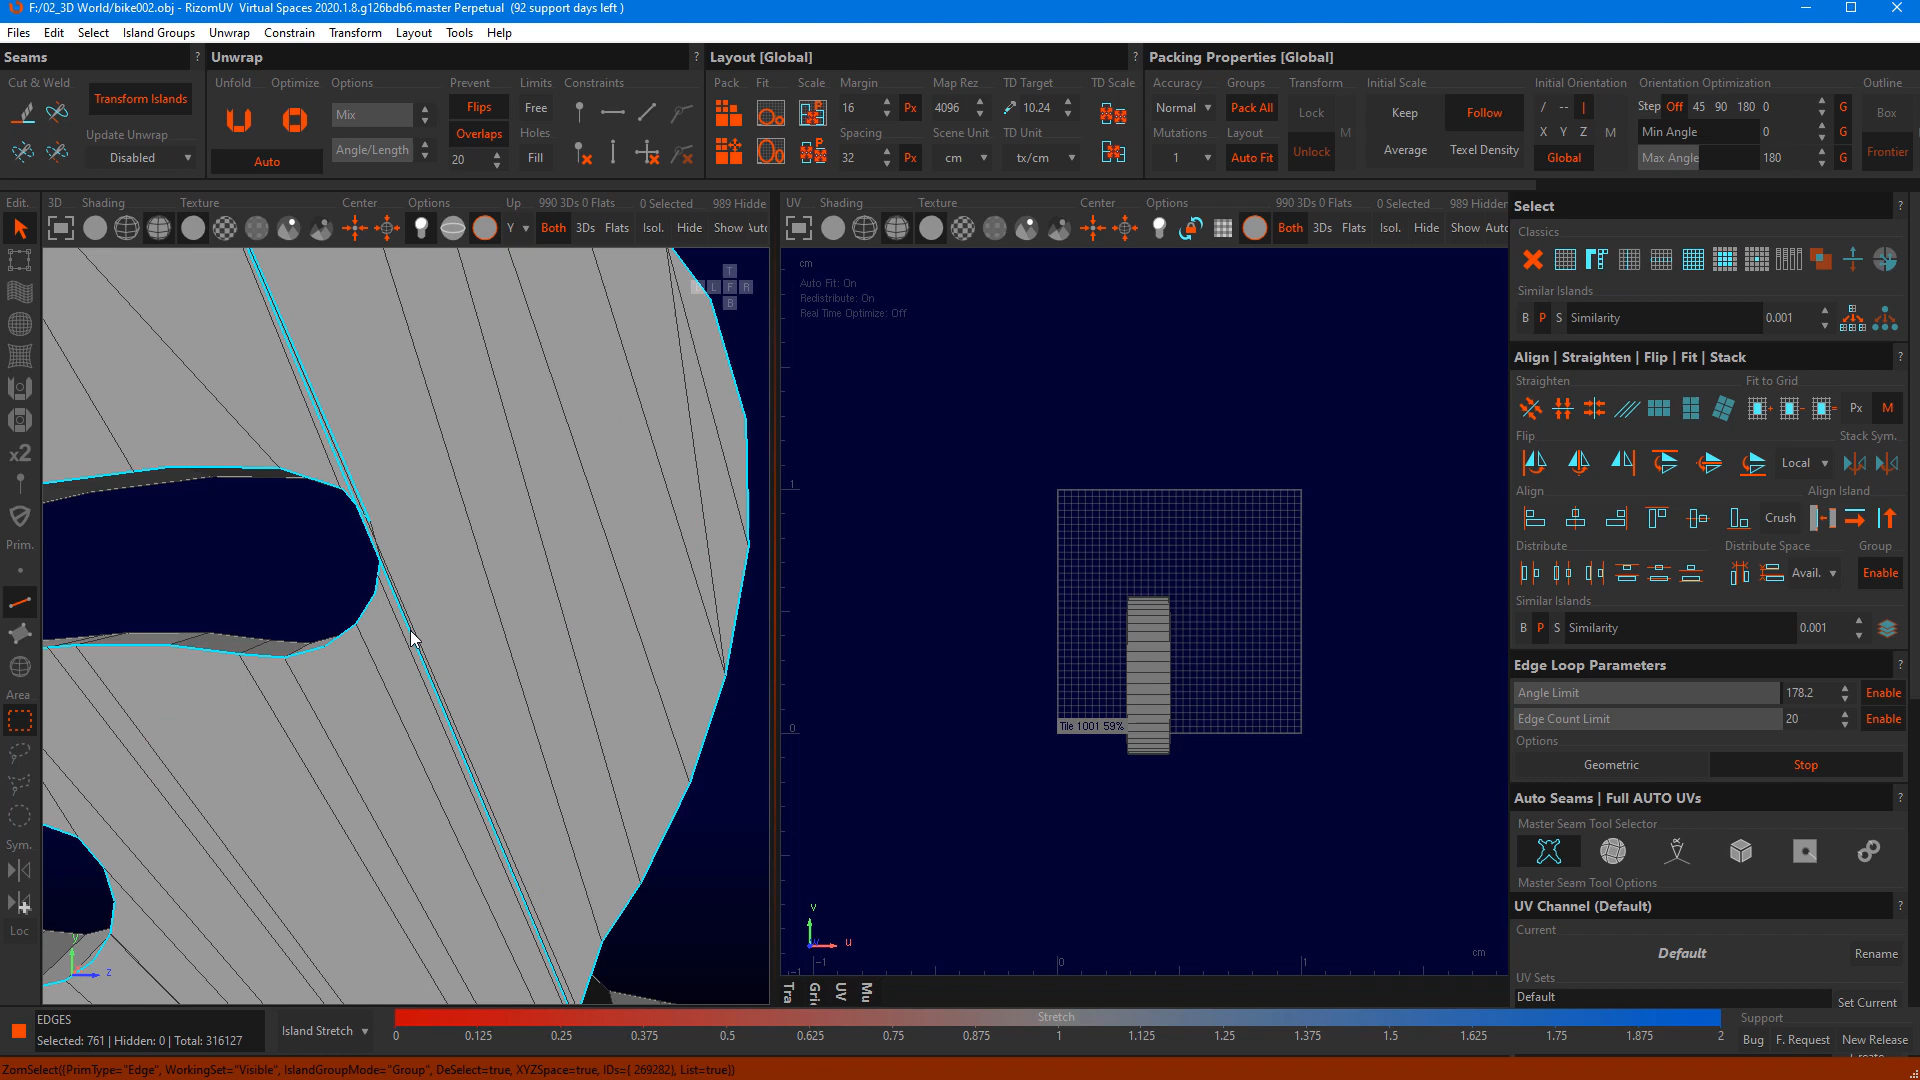 F:/02_3D World/bike002.obj - RizomUV Virtual Spaces 2020.1.8.g126bdb6.master Perpetual (92 support days left )
Files Edit Select Island Groups Unwrap Constrain Transform Layout Tools Help
Seams ? Unwrap ? Layout [Global] ? Packing Properties [Global]
Cut & Weld Unfold Optimize Options Prevent Limits Constraints Pack Fit Scale Margin Map Rez TD Target TD Scale Accuracy Groups Transform Initial Scale Initial Orientation Orientation Optimization Outline
Transform Islands Mix Flips Free 16 Px 4096 10.24 Normal Pack All Lock Keep Follow / -- | Step Off 45 90 180 0 G Box
Update Unwrap Angle/Length Overlaps Holes Spacing Scene Unit TD Unit Mutations Layout M X Y Z M Min Angle 0 G
Disabled Auto 20 Fill 32 Px cm tx/cm 1 Auto Fit Unlock Average Texel Density Global Max Angle 180 G Frontier
Edit. 3D Shading Texture Center Options Up 990 3Ds 0 Flats 0 Selected 989 Hidden UV Shading Texture Center Options 990 3Ds 0 Flats 0 Selected 989 Hidden Select ?
Y Both 3Ds Flats Isol. Hide Show Auto Both 3Ds Flats Isol. Hide Show Auto
Classics
cm
T
L F R
B
Auto Fit: On
Redistribute: On
Real Time Optimize: Off
Similar Islands
B P S Similarity 0.001
Align | Straighten | Flip | Fit | Stack ?
Straighten Fit to Grid
Px M
Flip Stack Sym.
x2
Local
Align Align Island
Crush
Prim.
Distribute Distribute Space Group
Avail. Enable
Similar Islands
B P S Similarity 0.001
Edge Loop Parameters ?
Area
Angle Limit 178.2 Enable
Edge Count Limit 20 Enable
1
0
Tile 1001 59%
Options
Geometric Stop
Auto Seams | Full AUTO UVs ?
Master Seam Tool Selector
Sym.
Master Seam Tool Options
UV Channel (Default) ?
Loc
Current
Default Rename
UV Sets
Default Set Current
y z
v u
cm
-1 -1 0 1
Tra Gri UV Mu
EDGES
Selected: 761 | Hidden: 0 | Total: 316127
Island Stretch
Stretch
0 0.125 0.25 0.375 0.5 0.625 0.75 0.875 1 1.125 1.25 1.375 1.5 1.625 1.75 1.875 2
Support
Bug F. Request New Release
ZomSelect({PrimType="Edge", WorkingSet="Visible", IslandGroupMode="Group", DeSelect=true, XYZSpace=true, IDs={ 269282}, List=true})